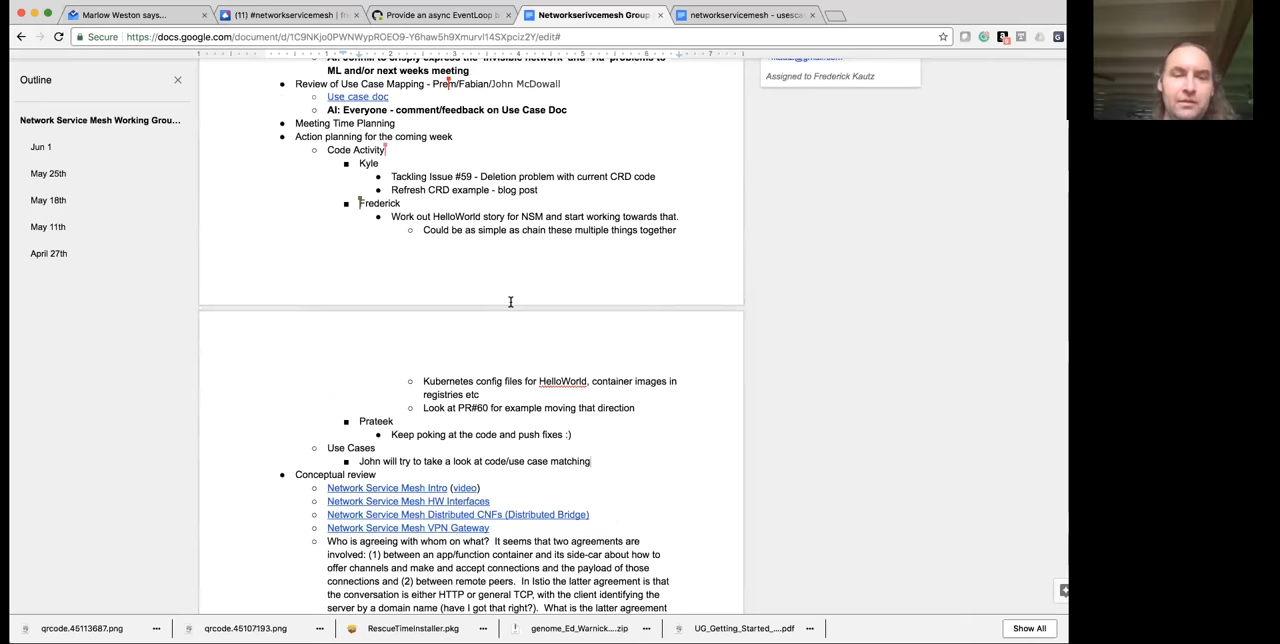 Marlow Weston says...
(11) #networkservicemesh | fr
Provide an async EventLoop b
Networkserivcemesh Group
networkservicemesh - usesca
Secure
https://docs.google.com/document/d/1C9NKjo0PWNWypROEO9-Y6haw5h9Xmurvl14SXpciz2Y/edit#
Outline
Network Service Mesh Working Grou...
Jun 1
May 25th
May 18th
May 11th
April 27th
ML and/or next weeks meeting
Review of Use Case Mapping - Prem/Fabian/John McDowall
Use case doc
AI: Everyone - comment/feedback on Use Case Doc
Meeting Time Planning
Action planning for the coming week
Code Activity
Kyle
Tackling Issue #59 - Deletion problem with current CRD code
Refresh CRD example - blog post
Frederick
Work out HelloWorld story for NSM and start working towards that.
Could be as simple as chain these multiple things together
Kubernetes config files for HelloWorld, container images in
registries etc
Look at PR#60 for example moving that direction
Prateek
Keep poking at the code and push fixes :)
Use Cases
John will try to take a look at code/use case matching
Conceptual review
Network Service Mesh Intro (video)
Network Service Mesh HW Interfaces
Network Service Mesh Distributed CNFs (Distributed Bridge)
Network Service Mesh VPN Gateway
Who is agreeing with whom on what? It seems that two agreements are
involved: (1) between an app/function container and its side-car about how to
offer channels and make and accept connections and the payload of those
connections and (2) between remote peers. In Istio the latter agreement is that
the conversation is either HTTP or general TCP, with the client identifying the
server by a domain name (have I got that right?). What is the latter agreement
Assigned to Frederick Kautz
qrcode.45113687.png
qrcode.45107193.png
RescueTimeInstaller.pkg
genome_Ed_Warnick....zip
UG_Getting_Started_....pdf
Show All